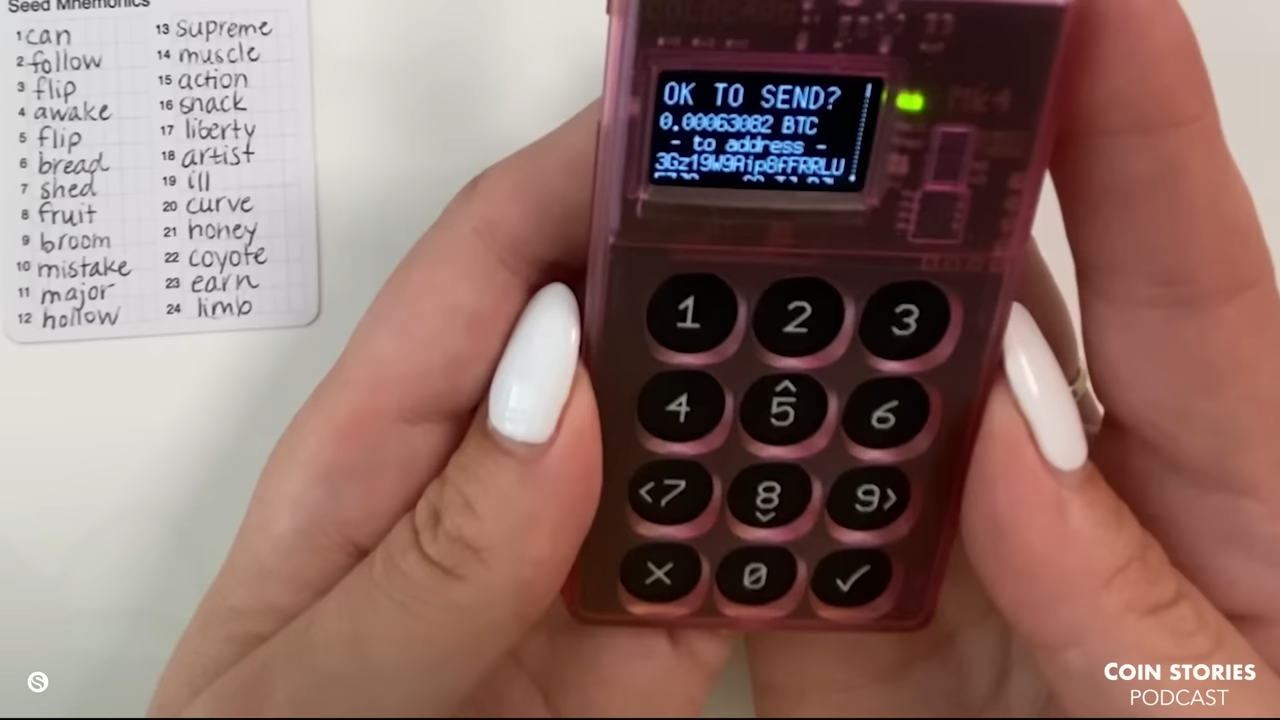 Seed Mnemonics
1 can
2 follow
3 flip
4 awake
5 flip
6 bread
7 shed
8 fruit
9 broom
10 mistake
11 major
12 hollow
13 supreme
14 muscle
15 action
16 snack
17 liberty
18 artist
19 ill
20 curve
21 honey
22 coyote
23 earn
24 limb
OK TO SEND?
0.00063082 BTC
- to address -
3Gz19W9Aip8fFRRLU
Mk4
1 2 3
4 5 6
<7 8 9>
0
COIN STORIES
PODCAST